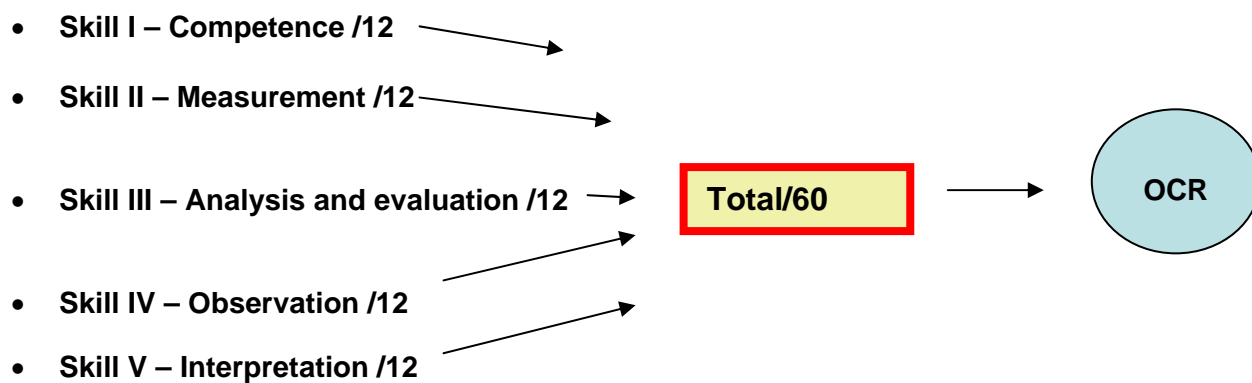 • Skill I – Competence /12
• Skill II – Measurement /12
• Skill III – Analysis and evaluation /12
Total/60
OCR
• Skill IV – Observation /12
• Skill V – Interpretation /12